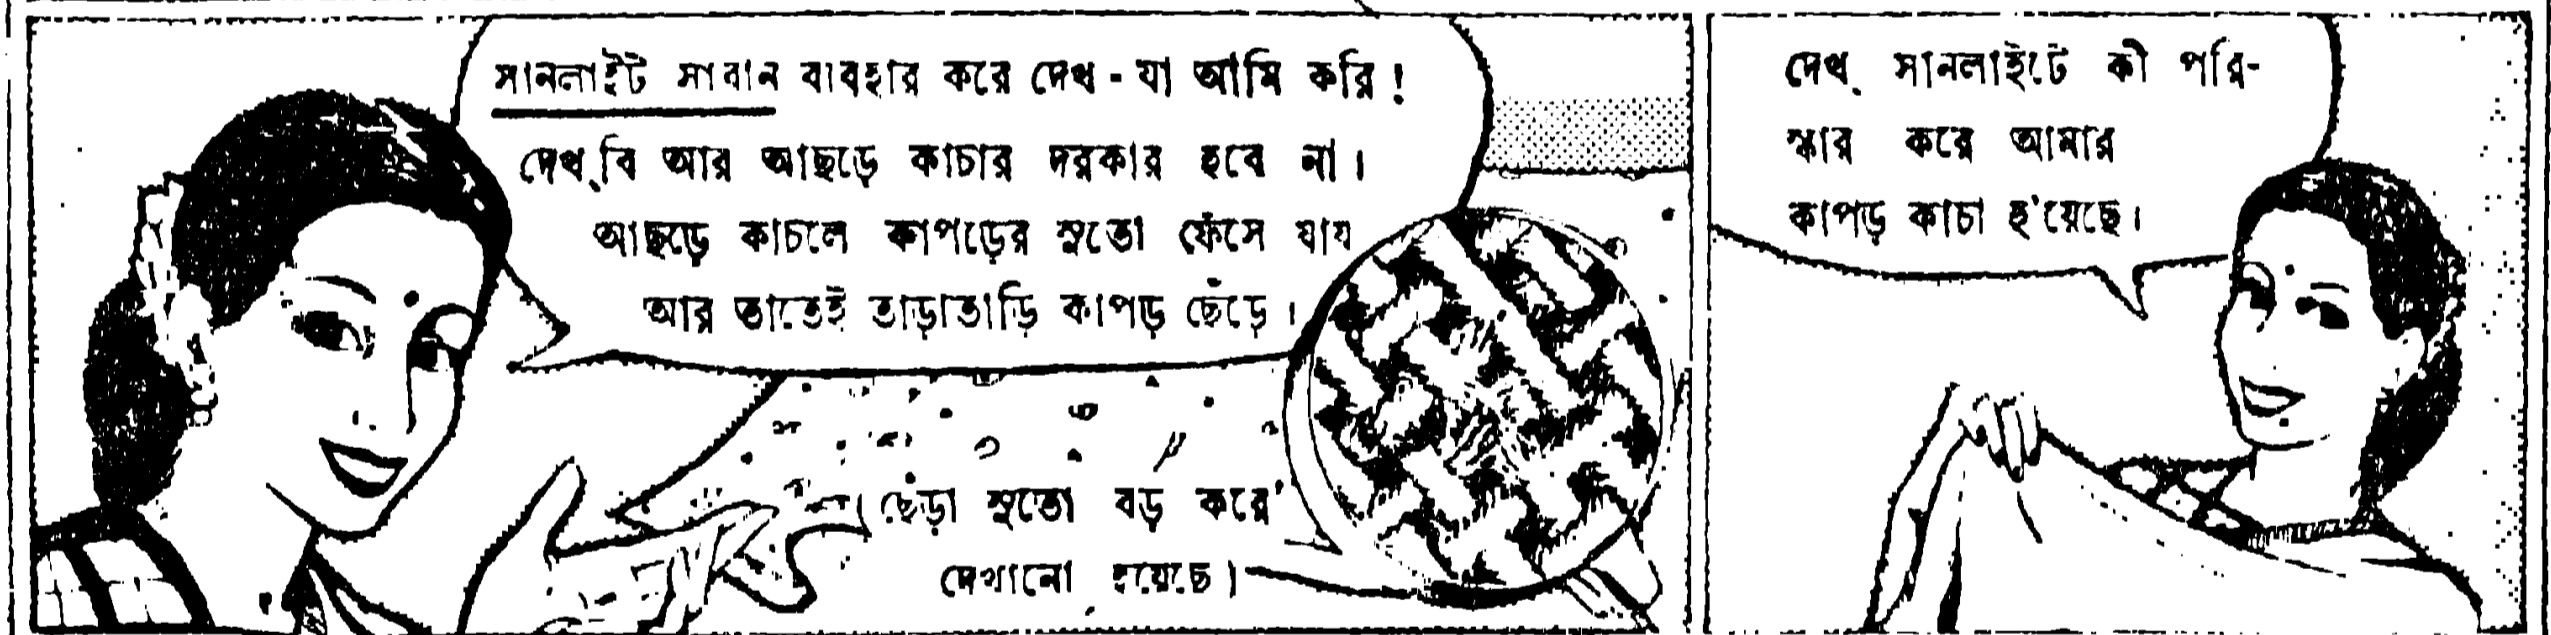 সানলাইট সাবান ব্যবহার করে দেখ - যা আমি করি !
দেখ্‌বি আর আছড়ে কাচার দরকার হবে না।
আছড়ে কাচলে কাপড়ের সুতো ফেঁসে যায়
আর তাতেই তাড়াতাড়ি কাপড় ছেঁড়ে ।
(ছেঁড়া সুতো বড় করে'
দেখানো হয়েছে)
দেখ্‌ সানলাইটে কী পরি-
স্কার করে আমার
কাপড় কাচা হ'য়েছে।